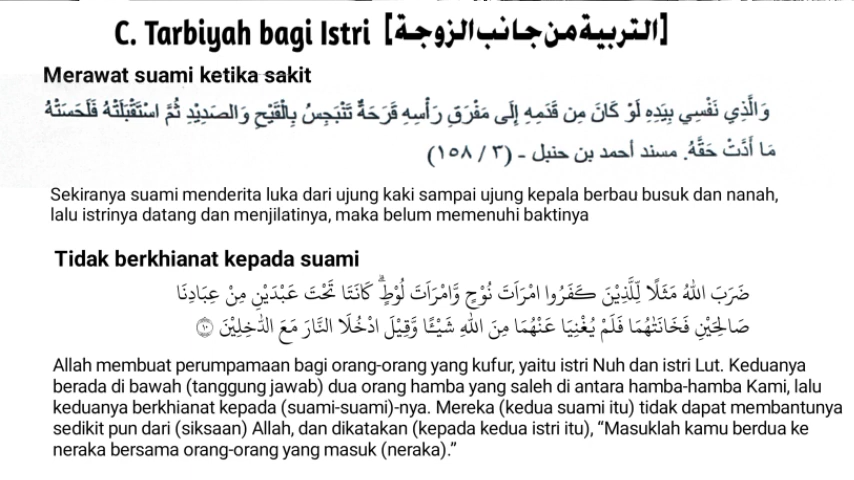 C. Tarbiyah bagi Istri [التربية من جانب الزوجة]
Merawat suami ketika sakit
وَالَّذِي نَفْسِي بِيَدِهِ لَوْ كَانَ مِن قَدَمِهِ إِلَى مَفْرَقِ رَأْسِهِ قَرْحَةٌ تَنْبَجِسُ بِالْقَيْحِ وَالصَدِيْدِ ثُمَّ اسْتَقْبَلَتْهُ فَلَحَسَتْهُ
مَا أَدَّتْ حَقَّهُ. مسند أحمد بن حنبل - (٣ / ١٥٨)
Sekiranya suami menderita luka dari ujung kaki sampai ujung kepala berbau busuk dan nanah,
lalu istrinya datang dan menjilatinya, maka belum memenuhi baktinya
Tidak berkhianat kepada suami
ضَرَبَ اللّٰهُ مَثَلًا لِّلَّذِيْنَ كَفَرُوا امْرَاَتَ نُوْحٍ وَّامْرَاَتَ لُوْطٍۗ كَانَتَا تَحْتَ عَبْدَيْنِ مِنْ عِبَادِنَا
صَالِحَيْنِ فَخَانَتٰهُمَا فَلَمْ يُغْنِيَا عَنْهُمَا مِنَ اللّٰهِ شَيْـًٔا وَّقِيْلَ ادْخُلَا النَّارَ مَعَ الدّٰخِلِيْنَ ۝١٠
Allah membuat perumpamaan bagi orang-orang yang kufur, yaitu istri Nuh dan istri Lut. Keduanya
berada di bawah (tanggung jawab) dua orang hamba yang saleh di antara hamba-hamba Kami, lalu
keduanya berkhianat kepada (suami-suami)-nya. Mereka (kedua suami itu) tidak dapat membantunya
sedikit pun dari (siksaan) Allah, dan dikatakan (kepada kedua istri itu), “Masuklah kamu berdua ke
neraka bersama orang-orang yang masuk (neraka).”